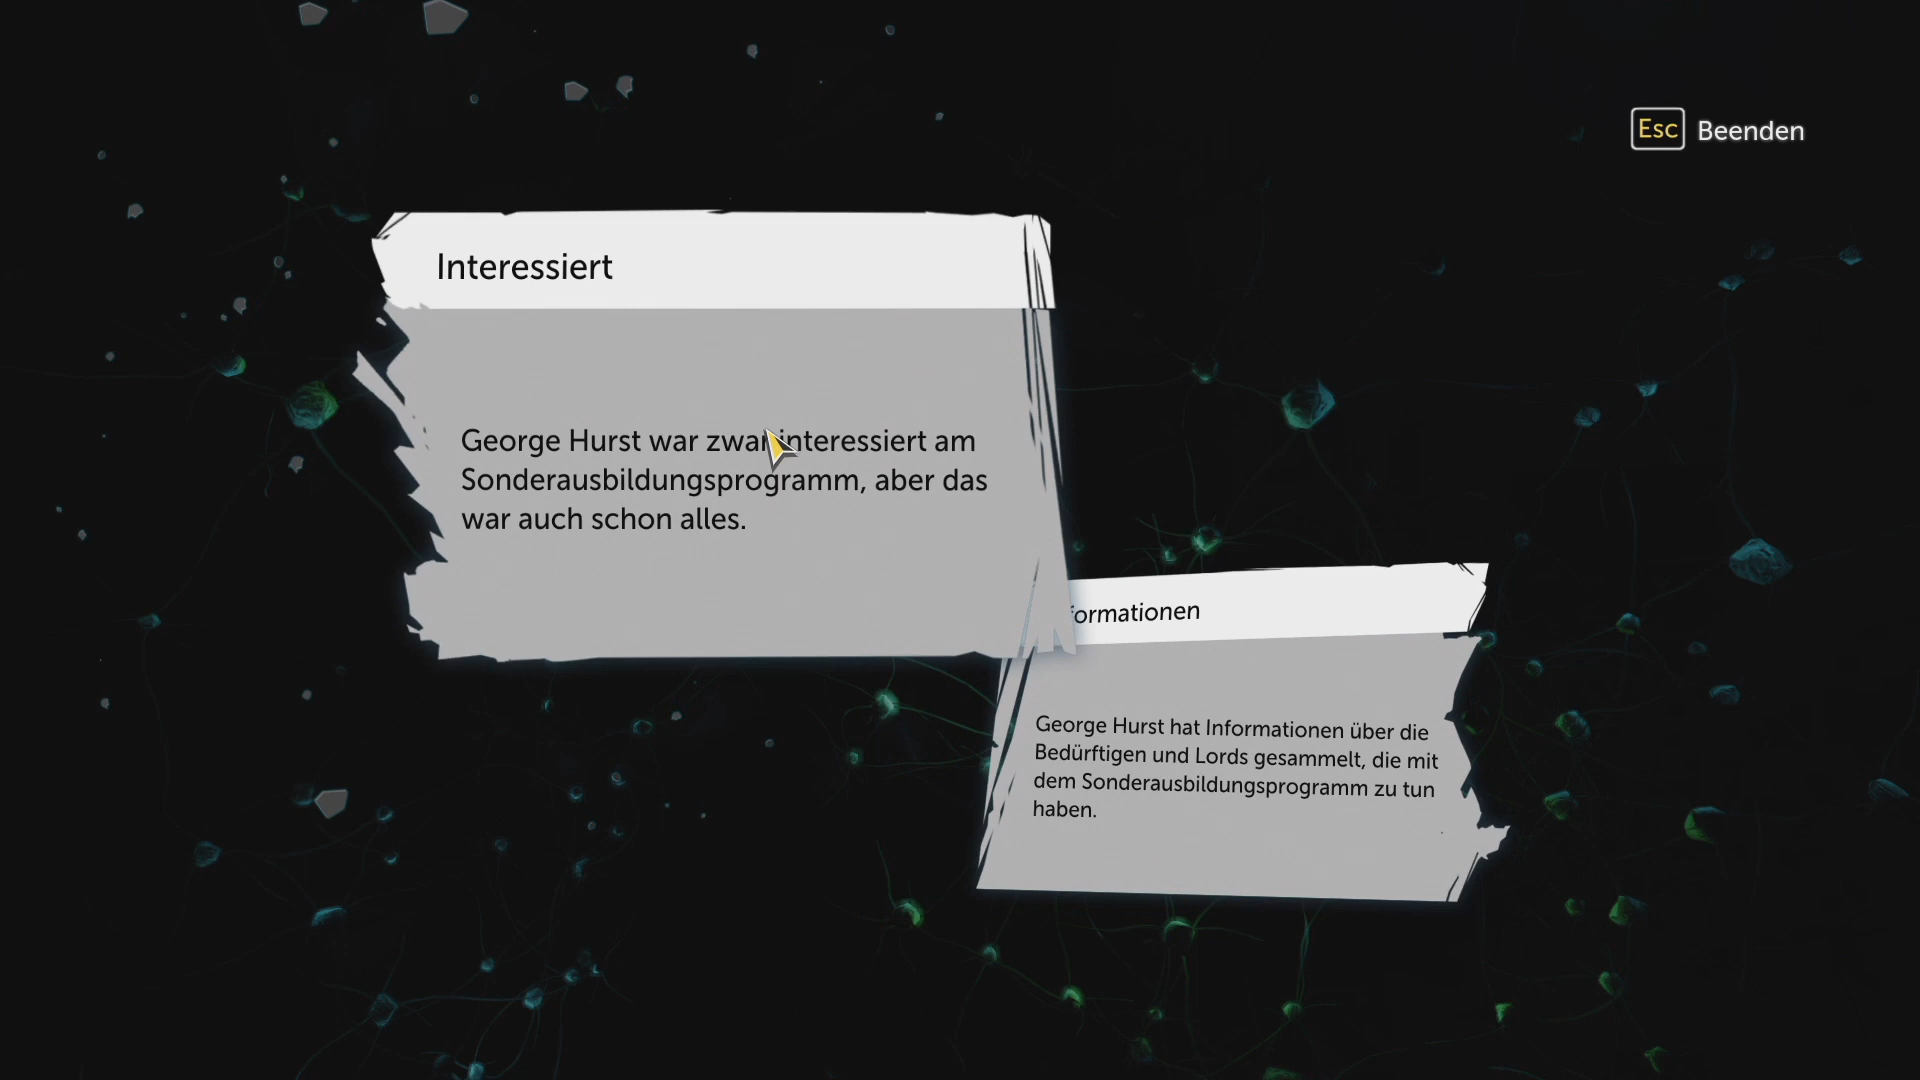 Esc Beenden
Interessiert
George Hurst war zwar interessiert am
Sonderausbildungsprogramm, aber das
war auch schon alles.
formationen
George Hurst hat Informationen über die
Bedürftigen und Lords gesammelt, die mit
dem Sonderausbildungsprogramm zu tun
haben.